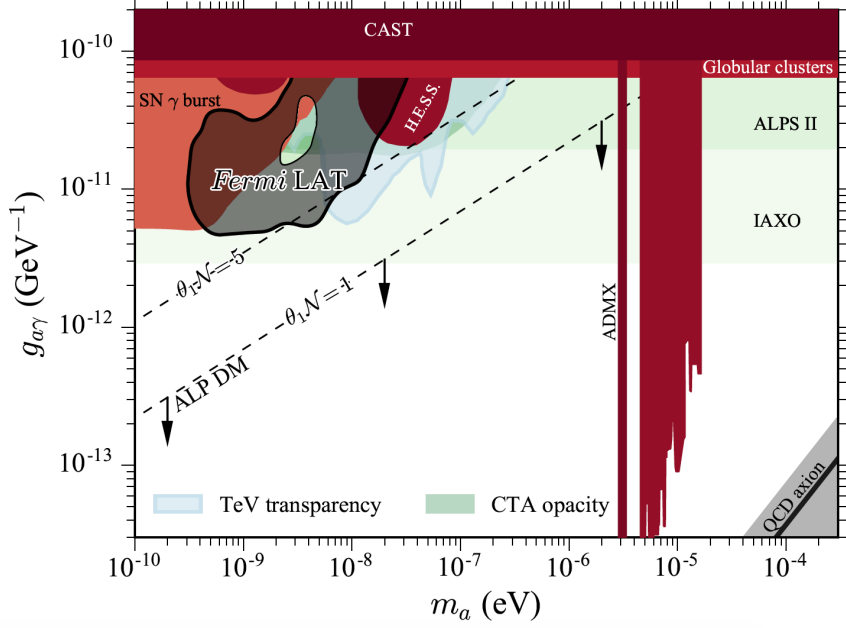 10⁻¹⁰
10⁻¹¹
10⁻¹²
10⁻¹³
g_{aγ} (GeV⁻¹)
CAST
Globular clusters
SN γ burst
H.E.S.S.
ALPS II
Fermi LAT
IAXO
θ₁𝒩=5
θ₁𝒩=1
ADMX
ALP DM
TeV transparency
CTA opacity
QCD axion
10⁻¹⁰ 10⁻⁹ 10⁻⁸ 10⁻⁷ 10⁻⁶ 10⁻⁵ 10⁻⁴
m_a (eV)